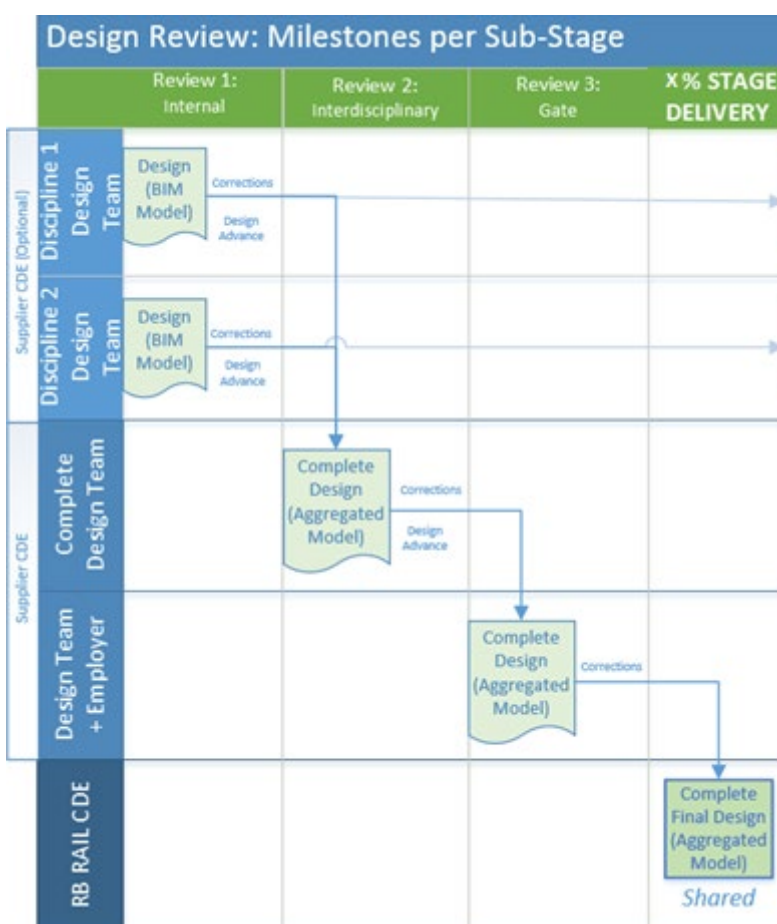 Design Review: Milestones per Sub-Stage
Review 1:
Internal
Review 2:
Interdisciplinary
Review 3:
Gate
X% STAGE
DELIVERY
Supplier CDE (Optional)
Discipline 1
Design
Team
Design
(BIM
Model)
Corrections
Design
Advance
Discipline 2
Design
Team
Design
(BIM
Model)
Corrections
Design
Advance
Supplier CDE
Complete
Design Team
Complete
Design
(Aggregated
Model)
Corrections
Design
Advance
Design Team
+ Employer
Complete
Design
(Aggregated
Model)
Corrections
RB RAIL CDE
Complete
Final Design
(Aggregated
Model)
Shared